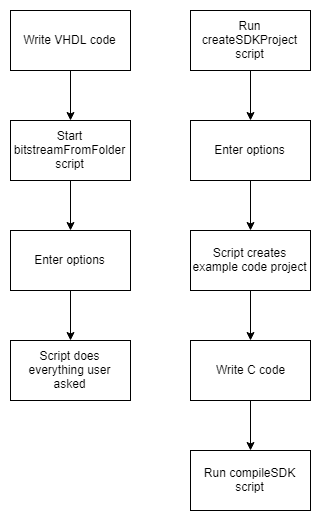 Write VHDL code
Start
bitstreamFromFolder
script
Enter options
Script does
everything user
asked
Run
createSDKProject
script
Enter options
Script creates
example code project
Write C code
Run compileSDK
script